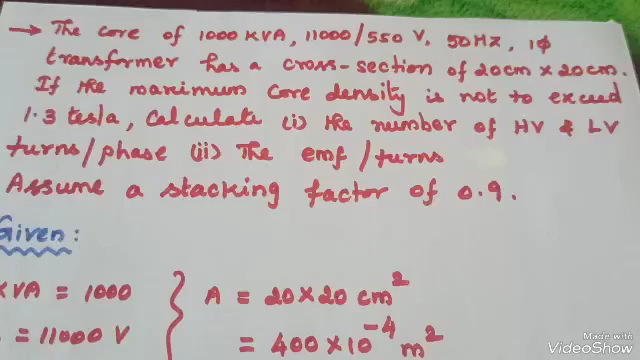 → The core of 1000 KVA, 11000/550 V, 50Hz, 1ϕ
transformer has a cross-section of 20cm x 20cm.
If the maximum core density is not to exceed
1.3 tesla, calculate (i) the number of HV & LV
turns/phase (ii) The emf/turns
Assume a stacking factor of 0.9.
Given:
KVA = 1000
= 11000 V
A = 20 × 20 cm²
= 400 × 10⁻⁴ m²
Made with
VideoShow